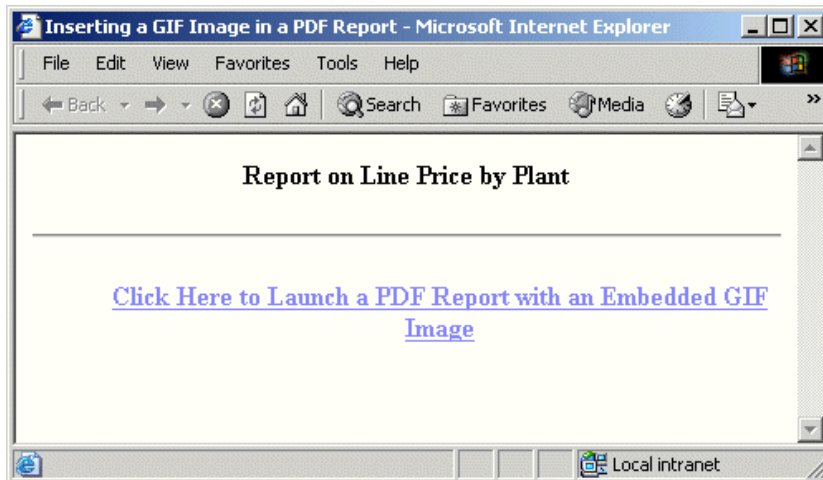 Inserting a GIF Image in a PDF Report - Microsoft Internet Explorer
File Edit View Favorites Tools Help
Back Search Favorites Media »
Report on Line Price by Plant
Click Here to Launch a PDF Report with an Embedded GIF
Image
Local intranet